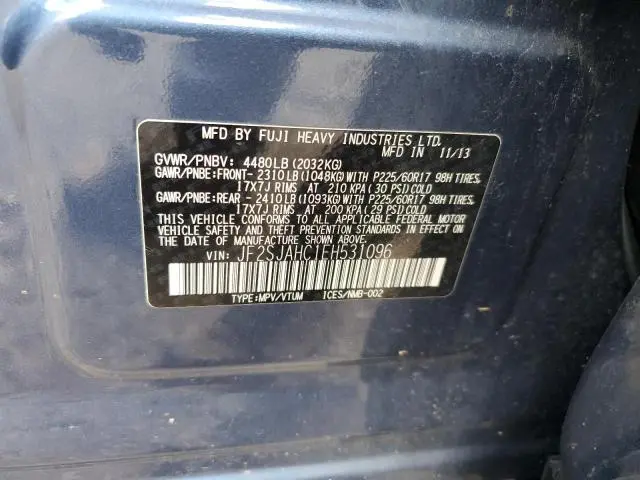 MFD BY FUJI HEAVY INDUSTRIES LTD.
MFD IN 11/13
GVWR/PNBV: 4480LB (2032KG)
GAWR/PNBE:FRONT- 2310LB (1048KG) WITH P225/60R17 98H TIRES,
17X7J RIMS AT 210 KPA (30 PSI) COLD
GAWR/PNBE:REAR - 2410LB (1093KG) WITH P225/60R17 98H TIRES,
17X7J RIMS AT 200 KPA (29 PSI) COLD
THIS VEHICLE CONFORMS TO ALL APPLICABLE FEDERAL MOTOR
VEHICLE SAFETY AND THEFT PREVENTION STANDARDS IN EFFECT
ON THE DATE OF MANUFACTURE SHOWN ABOVE.
VIN: JF2SJAHC1EH531096
TYPE:MPV/VTUM ICES/NMB-002